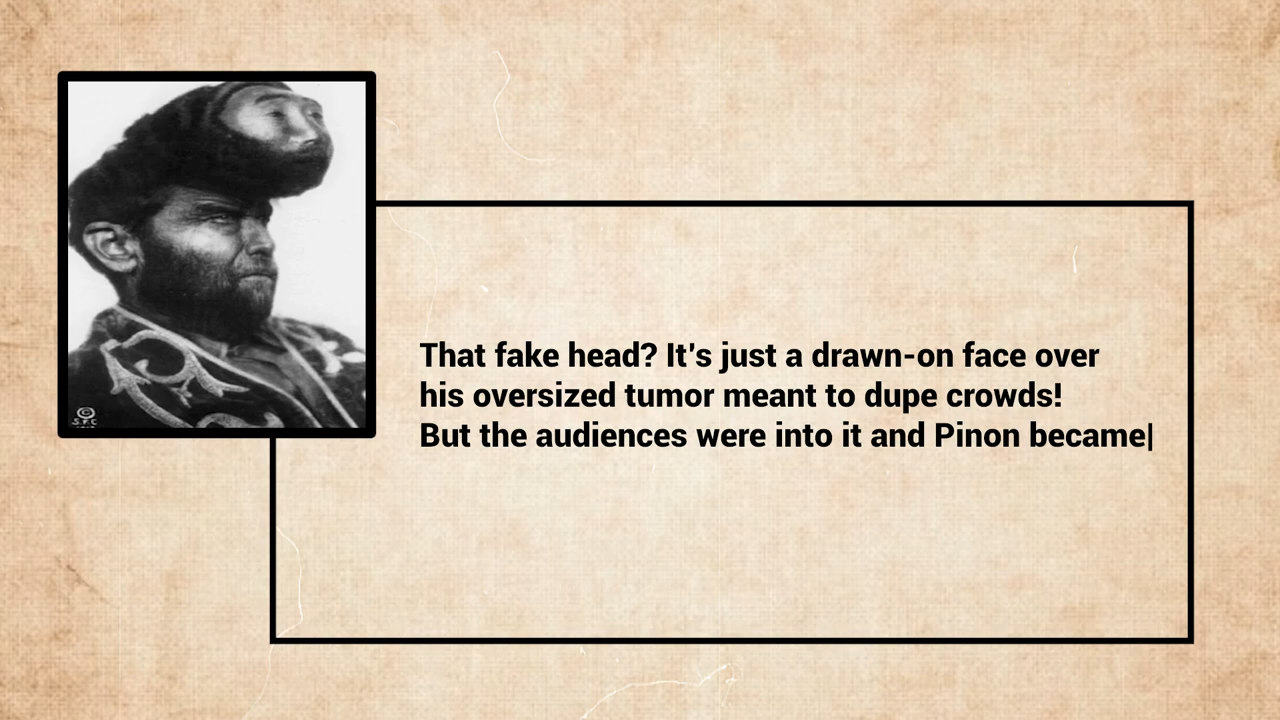 ©
S.F.C
That fake head? It's just a drawn-on face over
his oversized tumor meant to dupe crowds!
But the audiences were into it and Pinon became|